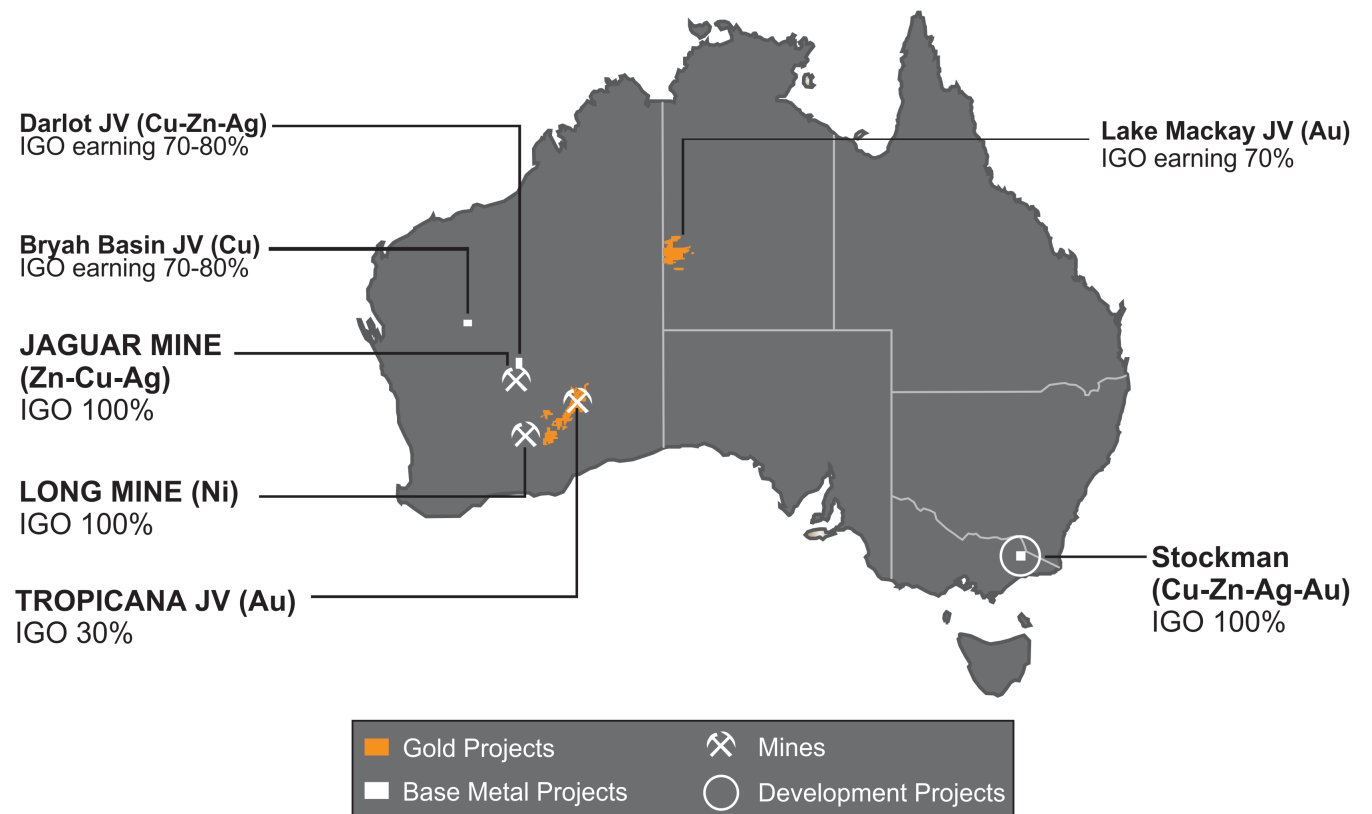 Darlot JV (Cu-Zn-Ag)
IGO earning 70-80%
Bryah Basin JV (Cu)
IGO earning 70-80%
JAGUAR MINE
(Zn-Cu-Ag)
IGO 100%
LONG MINE (Ni)
IGO 100%
TROPICANA JV (Au)
IGO 30%
Lake Mackay JV (Au)
IGO earning 70%
Stockman
(Cu-Zn-Ag-Au)
IGO 100%
Gold Projects
Mines
Base Metal Projects
Development Projects